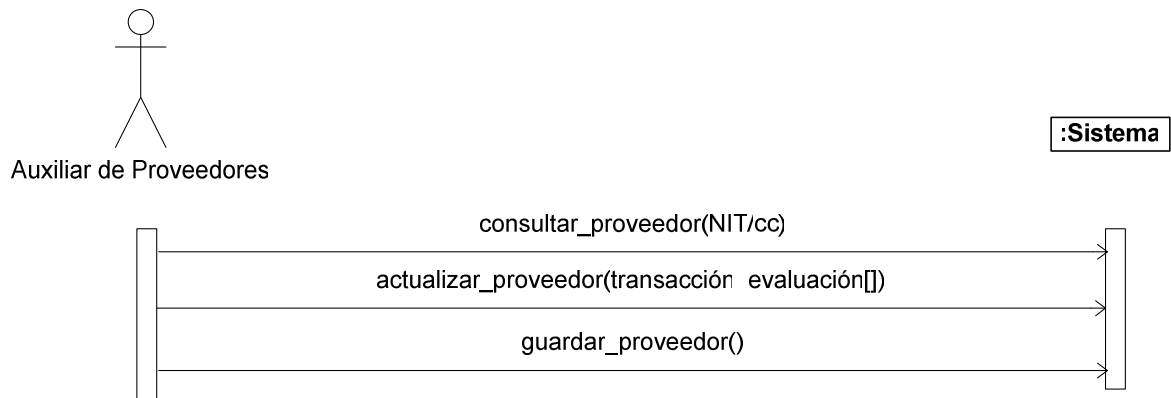 :Sistema
Auxiliar de Proveedores
consultar_proveedor(NIT/cc)
actualizar_proveedor(transacción evaluación[])
guardar_proveedor()